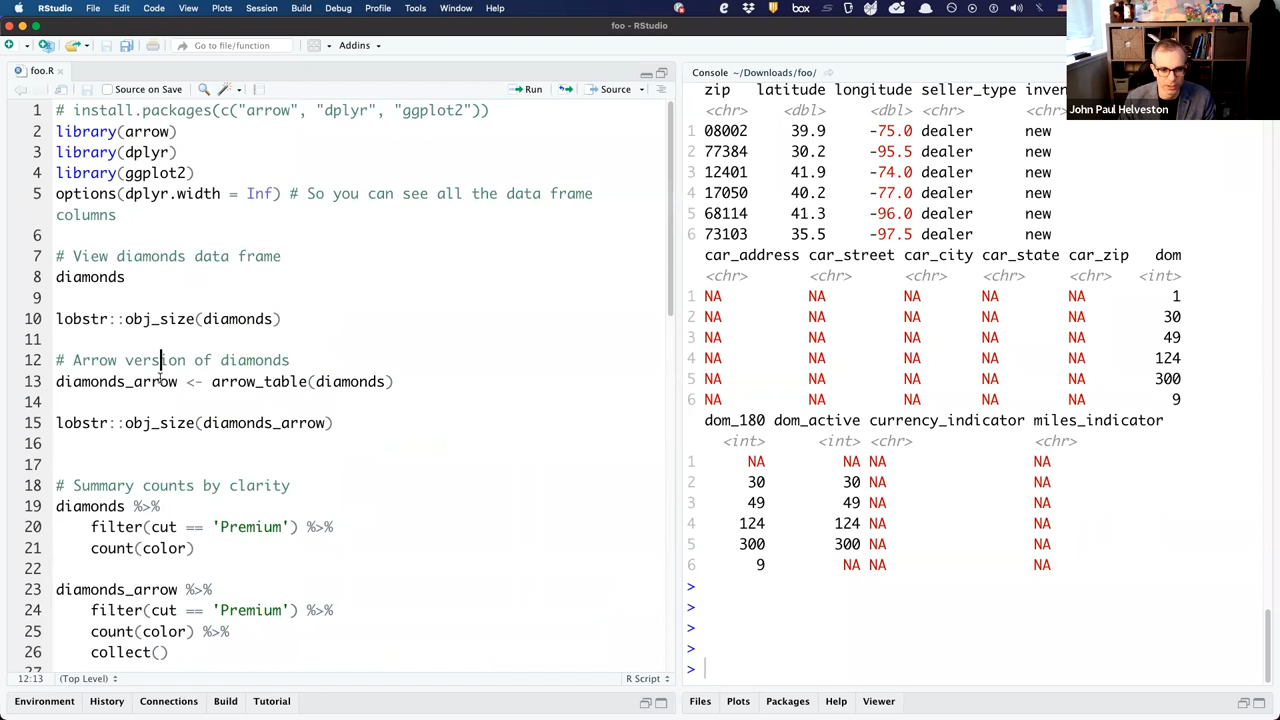 RStudio File Edit Code View Plots Session Build Debug Profile Tools Window Help
box
foo - RStudio
Go to file/function
Addins
foo.R
Source on Save
Run
Source
1 # install.packages(c("arrow", "dplyr", "ggplot2"))
2 library(arrow)
3 library(dplyr)
4 library(ggplot2)
5 options(dplyr.width = Inf) # So you can see all the data frame
columns
6
7 # View diamonds data frame
8 diamonds
9
10 lobstr::obj_size(diamonds)
11
12 # Arrow version of diamonds
13 diamonds_arrow <- arrow_table(diamonds)
14
15 lobstr::obj_size(diamonds_arrow)
16
17
18 # Summary counts by clarity
19 diamonds %>%
20 filter(cut == 'Premium') %>%
21 count(color)
22
23 diamonds_arrow %>%
24 filter(cut == 'Premium') %>%
25 count(color) %>%
26 collect()
27
12:13 (Top Level) R Script
Environment History Connections Build Tutorial
Console ~/Downloads/foo/
zip latitude longitude seller_type inven
<chr> <dbl> <dbl> <chr> <ch
1 08002 39.9 -75.0 dealer new
2 77384 30.2 -95.5 dealer new
3 12401 41.9 -74.0 dealer new
4 17050 40.2 -77.0 dealer new
5 68114 41.3 -96.0 dealer new
6 73103 35.5 -97.5 dealer new
car_address car_street car_city car_state car_zip dom
<chr> <chr> <chr> <chr> <chr> <int>
1 NA NA NA NA NA 1
2 NA NA NA NA NA 30
3 NA NA NA NA NA 49
4 NA NA NA NA NA 124
5 NA NA NA NA NA 300
6 NA NA NA NA NA 9
dom_180 dom_active currency_indicator miles_indicator
<int> <int> <chr> <chr>
1 NA NA NA NA
2 30 30 NA NA
3 49 49 NA NA
4 124 124 NA NA
5 300 300 NA NA
6 9 NA NA NA
>
>
>
>
>
Files Plots Packages Help Viewer
John Paul Helveston